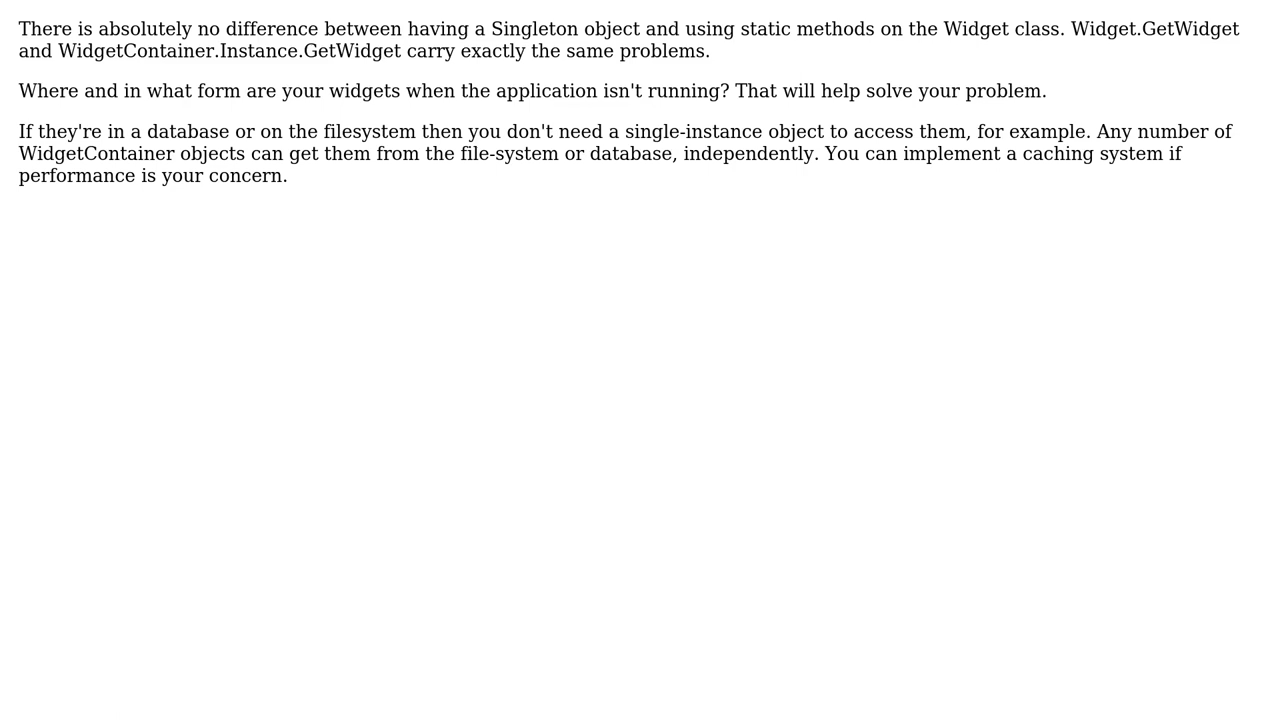 There is absolutely no difference between having a Singleton object and using static methods on the Widget class. Widget.GetWidget
and WidgetContainer.Instance.GetWidget carry exactly the same problems.
Where and in what form are your widgets when the application isn't running? That will help solve your problem.
If they're in a database or on the filesystem then you don't need a single-instance object to access them, for example. Any number of
WidgetContainer objects can get them from the file-system or database, independently. You can implement a caching system if
performance is your concern.